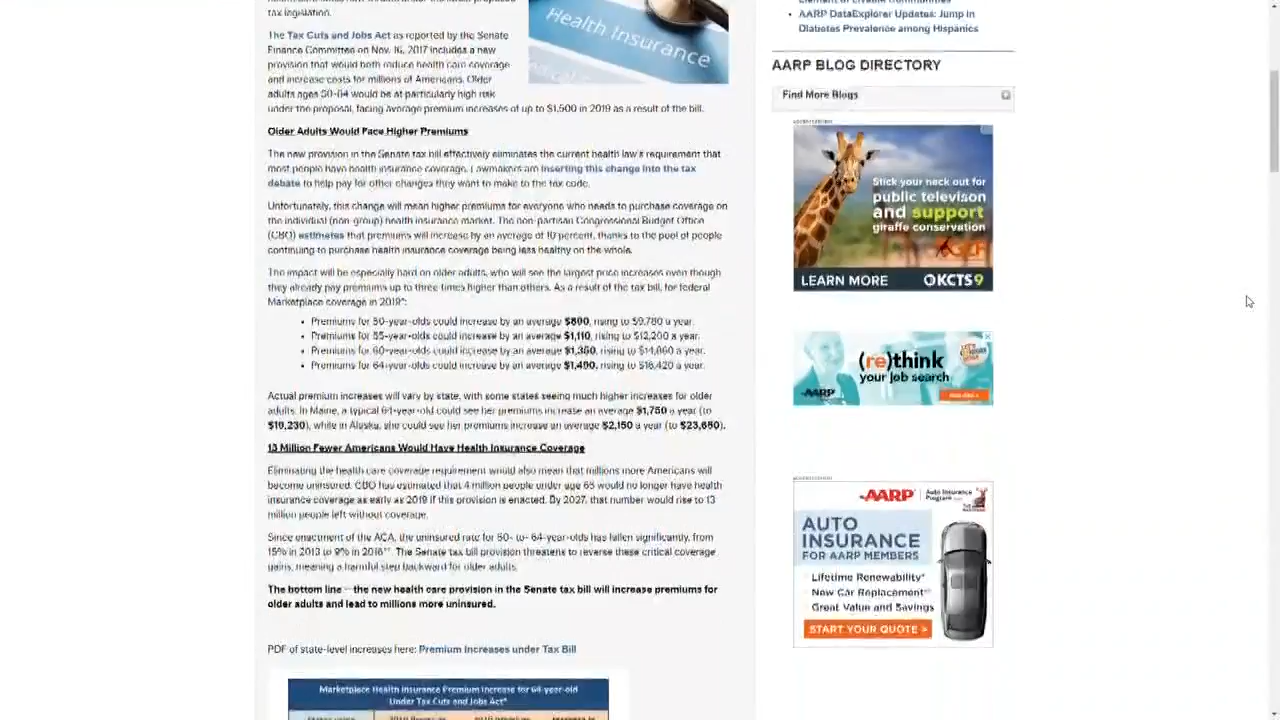 tax legislation.
The Tax Cuts and Jobs Act as reported by the Senate
Finance Committee on Nov. 16, 2017 includes a new
provision that would both reduce health care coverage
and increase costs for millions of Americans. Older
adults ages 50-64 would be at particularly high risk
under the proposal, facing average premium increases of up to $1,500 in 2019 as a result of the bill.
Older Adults Would Face Higher Premiums
The new provision in the Senate tax bill effectively eliminates the current health law's requirement that
most people have health insurance coverage. Lawmakers are inserting this change into the tax
debate to help pay for other changes they want to make to the tax code.
Unfortunately, this change will mean higher premiums for everyone who needs to purchase coverage on
the individual (non-group) health insurance market. The non-partisan Congressional Budget Office
(CBO) estimates that premiums will increase by an average of 10 percent, thanks to the pool of people
continuing to purchase health insurance coverage being less healthy on the whole.
The impact will be especially hard on older adults, who will see the largest price increases even though
they already pay premiums up to three times higher than others. As a result of the tax bill, for federal
Marketplace coverage in 2019*:
• Premiums for 50-year-olds could increase by an average $890, rising to $9,780 a year.
• Premiums for 55-year-olds could increase by an average $1,110, rising to $12,200 a year.
• Premiums for 60-year-olds could increase by an average $1,350, rising to $14,860 a year.
• Premiums for 64-year-olds could increase by an average $1,490, rising to $16,420 a year.
Actual premium increases will vary by state, with some states seeing much higher increases for older
adults. In Maine, a typical 64-year-old could see her premiums increase an average $1,750 a year (to
$19,230), while in Alaska, she could see her premiums increase an average $2,150 a year (to $23,650).
13 Million Fewer Americans Would Have Health Insurance Coverage
Eliminating the health care coverage requirement would also mean that millions more Americans will
become uninsured. CBO has estimated that 4 million people under age 65 would no longer have health
insurance coverage as early as 2019 if this provision is enacted. By 2027, that number would rise to 13
million people left without coverage.
Since enactment of the ACA, the uninsured rate for 50- to- 64-year-olds has fallen significantly, from
15% in 2013 to 9% in 2016**. The Senate tax bill provision threatens to reverse these critical coverage
gains, meaning a harmful step backward for older adults.
The bottom line – the new health care provision in the Senate tax bill will increase premiums for
older adults and lead to millions more uninsured.
PDF of state-level increases here: Premium Increases under Tax Bill
Marketplace Health Insurance Premium Increase for 64-year-old
Under Tax Cuts and Jobs Act*
Health Insurance
• AARP DataExplorer Updates: Jump in
Diabetes Prevalence among Hispanics
AARP BLOG DIRECTORY
Find More Blogs
Stick your neck out for
public televison
and support
giraffe conservation
LEARN MORE KCTS9
(re)think
your job search
AARP
AARP Auto Insurance
Program
AUTO
INSURANCE
FOR AARP MEMBERS
• Lifetime Renewability*
• New Car Replacement**
• Great Value and Savings
START YOUR QUOTE >